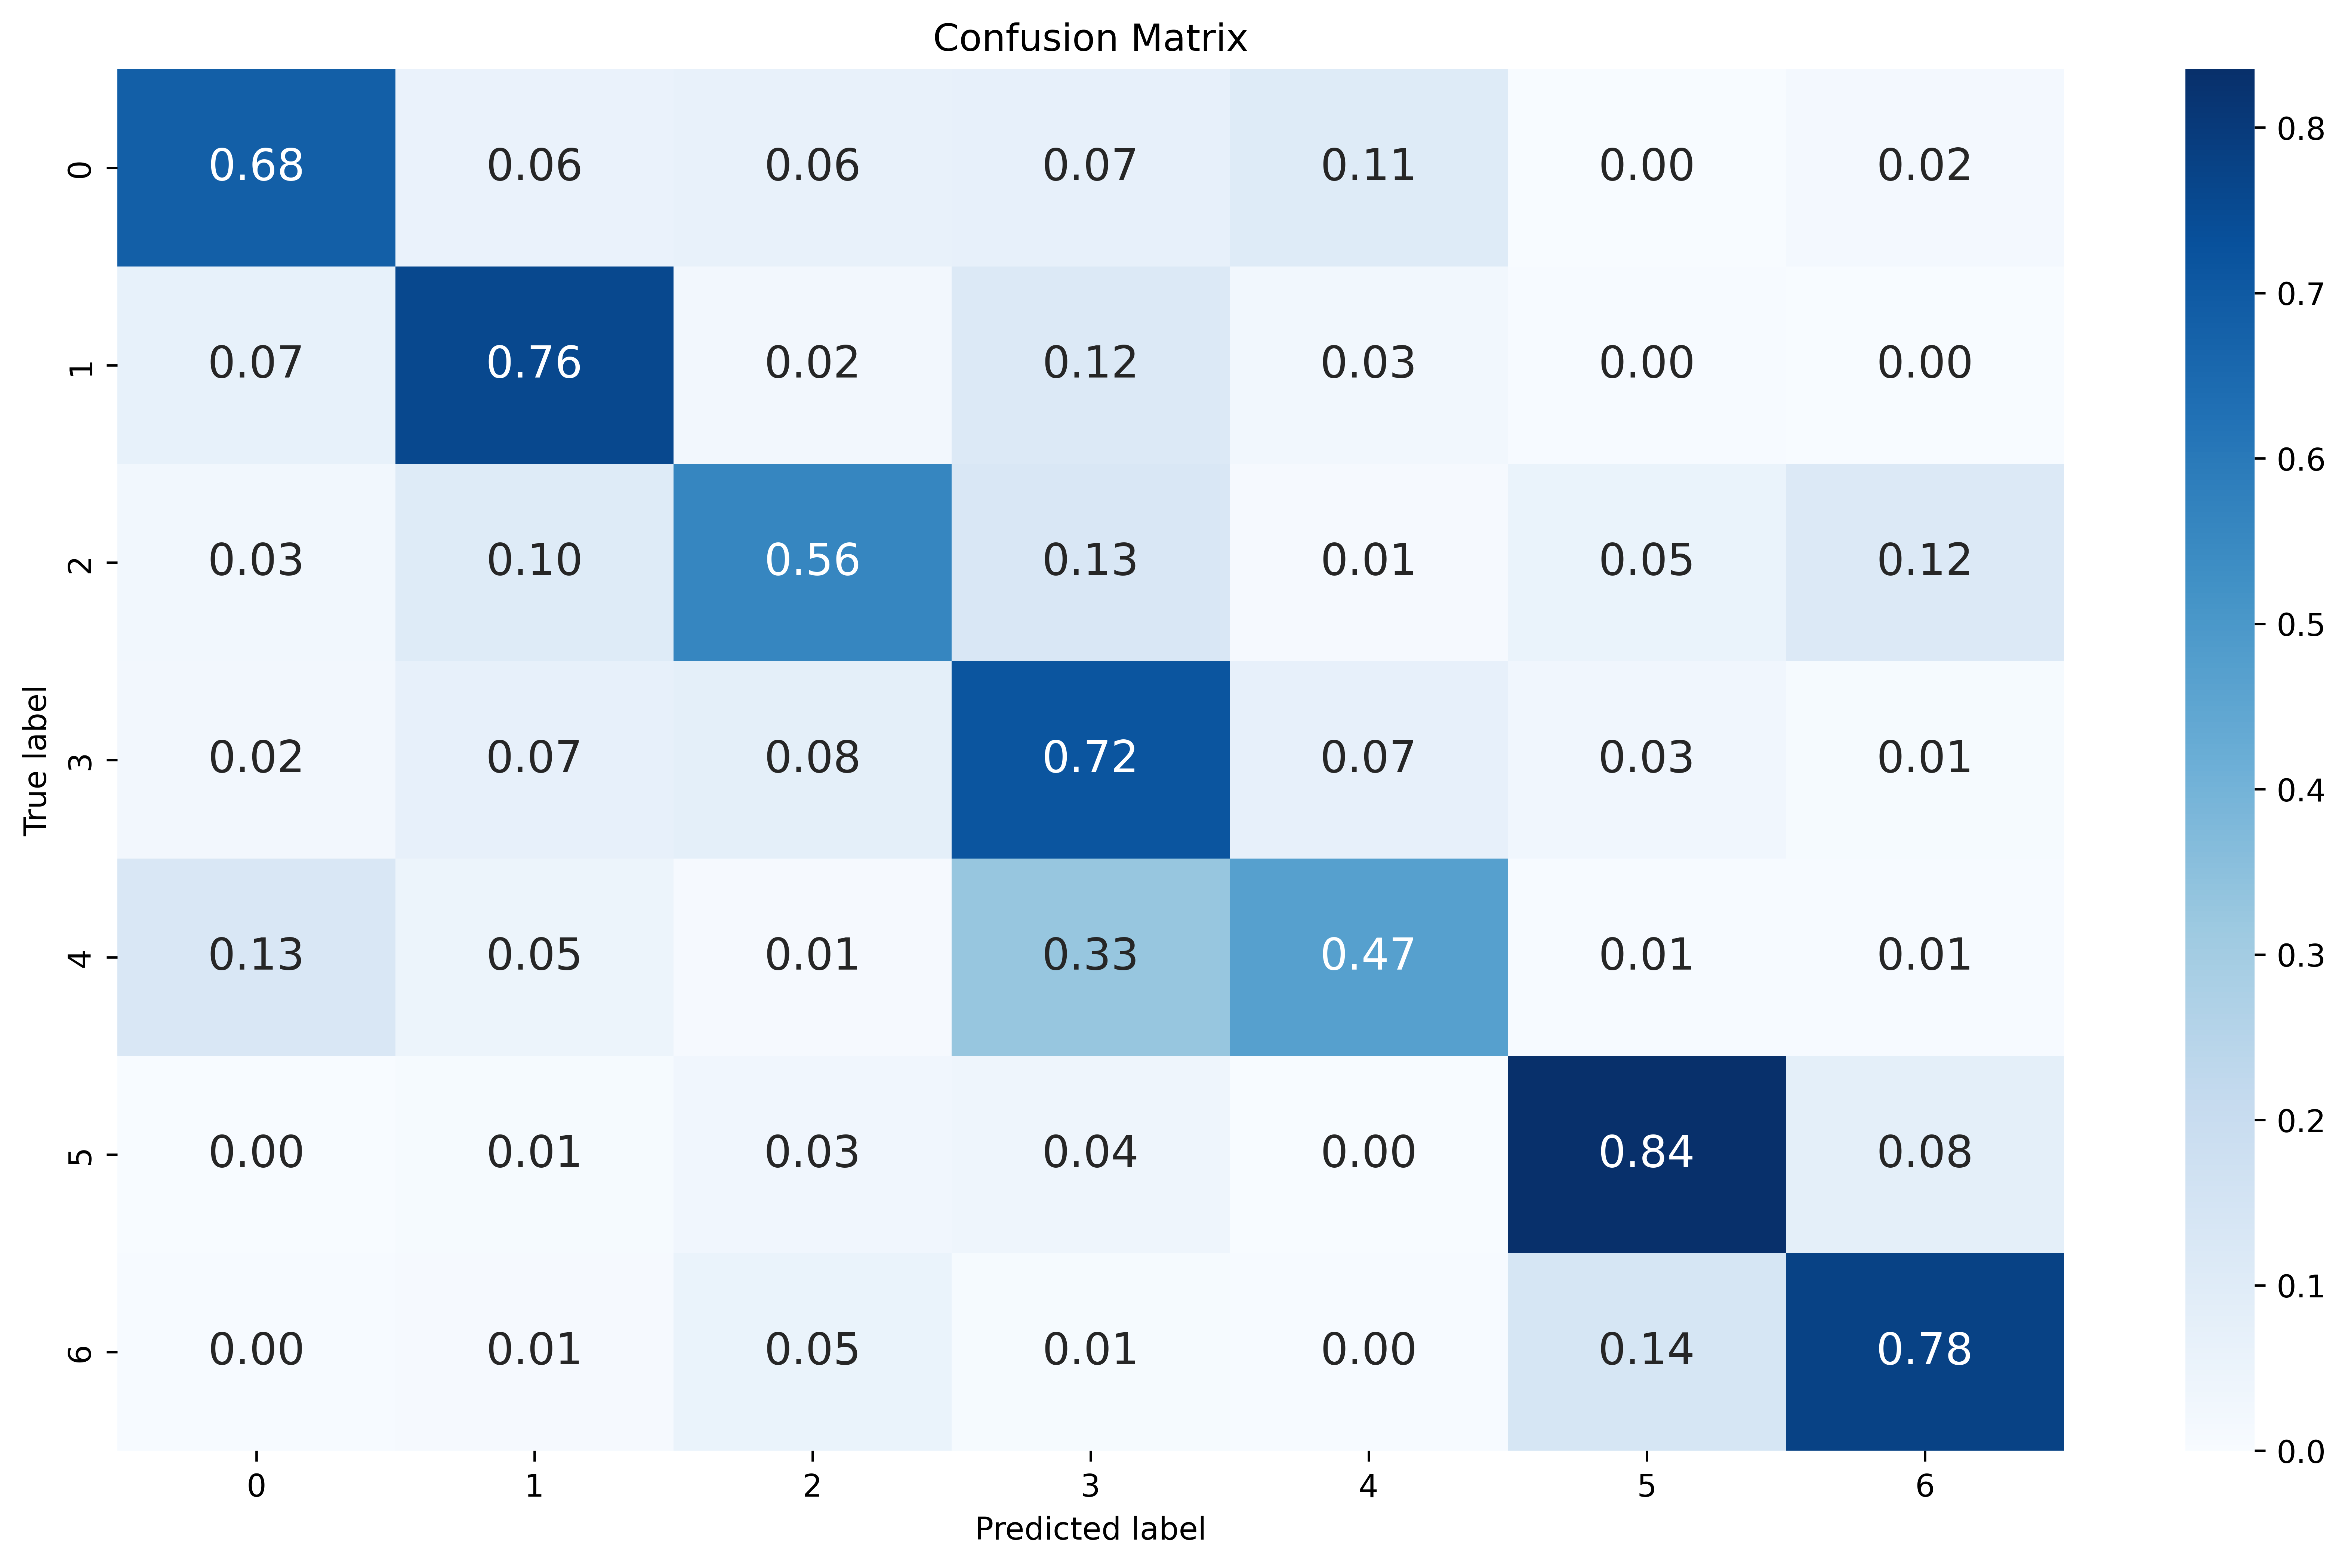 Confusion Matrix
0 0.68 0.06 0.06 0.07 0.11 0.00 0.02
1 0.07 0.76 0.02 0.12 0.03 0.00 0.00
2 0.03 0.10 0.56 0.13 0.01 0.05 0.12
3 0.02 0.07 0.08 0.72 0.07 0.03 0.01
4 0.13 0.05 0.01 0.33 0.47 0.01 0.01
5 0.00 0.01 0.03 0.04 0.00 0.84 0.08
6 0.00 0.01 0.05 0.01 0.00 0.14 0.78
0 1 2 3 4 5 6
Predicted label
True label
0.8
0.7
0.6
0.5
0.4
0.3
0.2
0.1
0.0